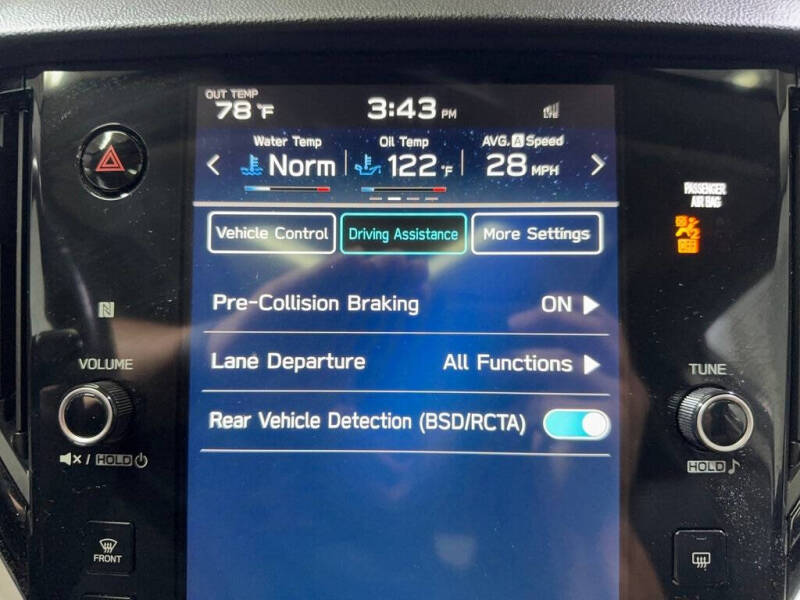 OUT TEMP
78 °F
3:43 PM
Water Temp
Norm
Oil Temp
122 °F
AVG. A Speed
28 MPH
PASSENGER
AIR BAG
OFF
Vehicle Control
Driving Assistance
More Settings
Pre-Collision Braking ON
Lane Departure All Functions
Rear Vehicle Detection (BSD/RCTA)
N
VOLUME
/ HOLD
TUNE
HOLD
FRONT